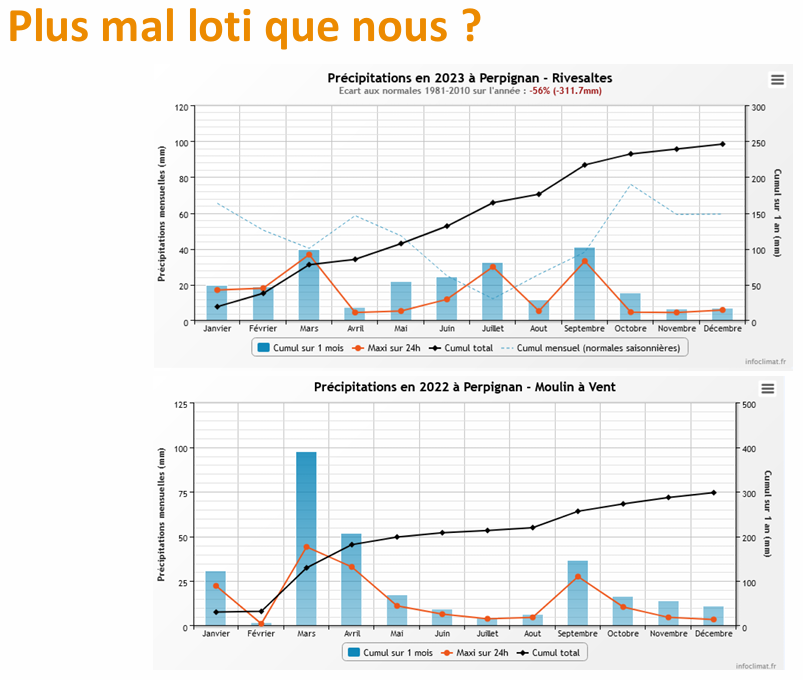 Plus mal loti que nous ?
Précipitations en 2023 à Perpignan - Rivesaltes
Ecart aux normales 1981-2010 sur l'année : -56% (-311.7mm)
Précipitations mensuelles (mm)
120
100
80
60
40
20
0
300
250
200
150
100
50
0
Cumul sur 1 an (mm)
Janvier Février Mars Avril Mai Juin Juillet Aout Septembre Octobre Novembre Décembre
Cumul sur 1 mois Maxi sur 24h Cumul total Cumul mensuel (normales saisonnières)
infoclimat.fr
Précipitations en 2022 à Perpignan - Moulin à Vent
Précipitations mensuelles (mm)
125
100
75
50
25
0
500
400
300
200
100
0
Cumul sur 1 an (mm)
Janvier Février Mars Avril Mai Juin Juillet Aout Septembre Octobre Novembre Décembre
Cumul sur 1 mois Maxi sur 24h Cumul total
infoclimat.fr